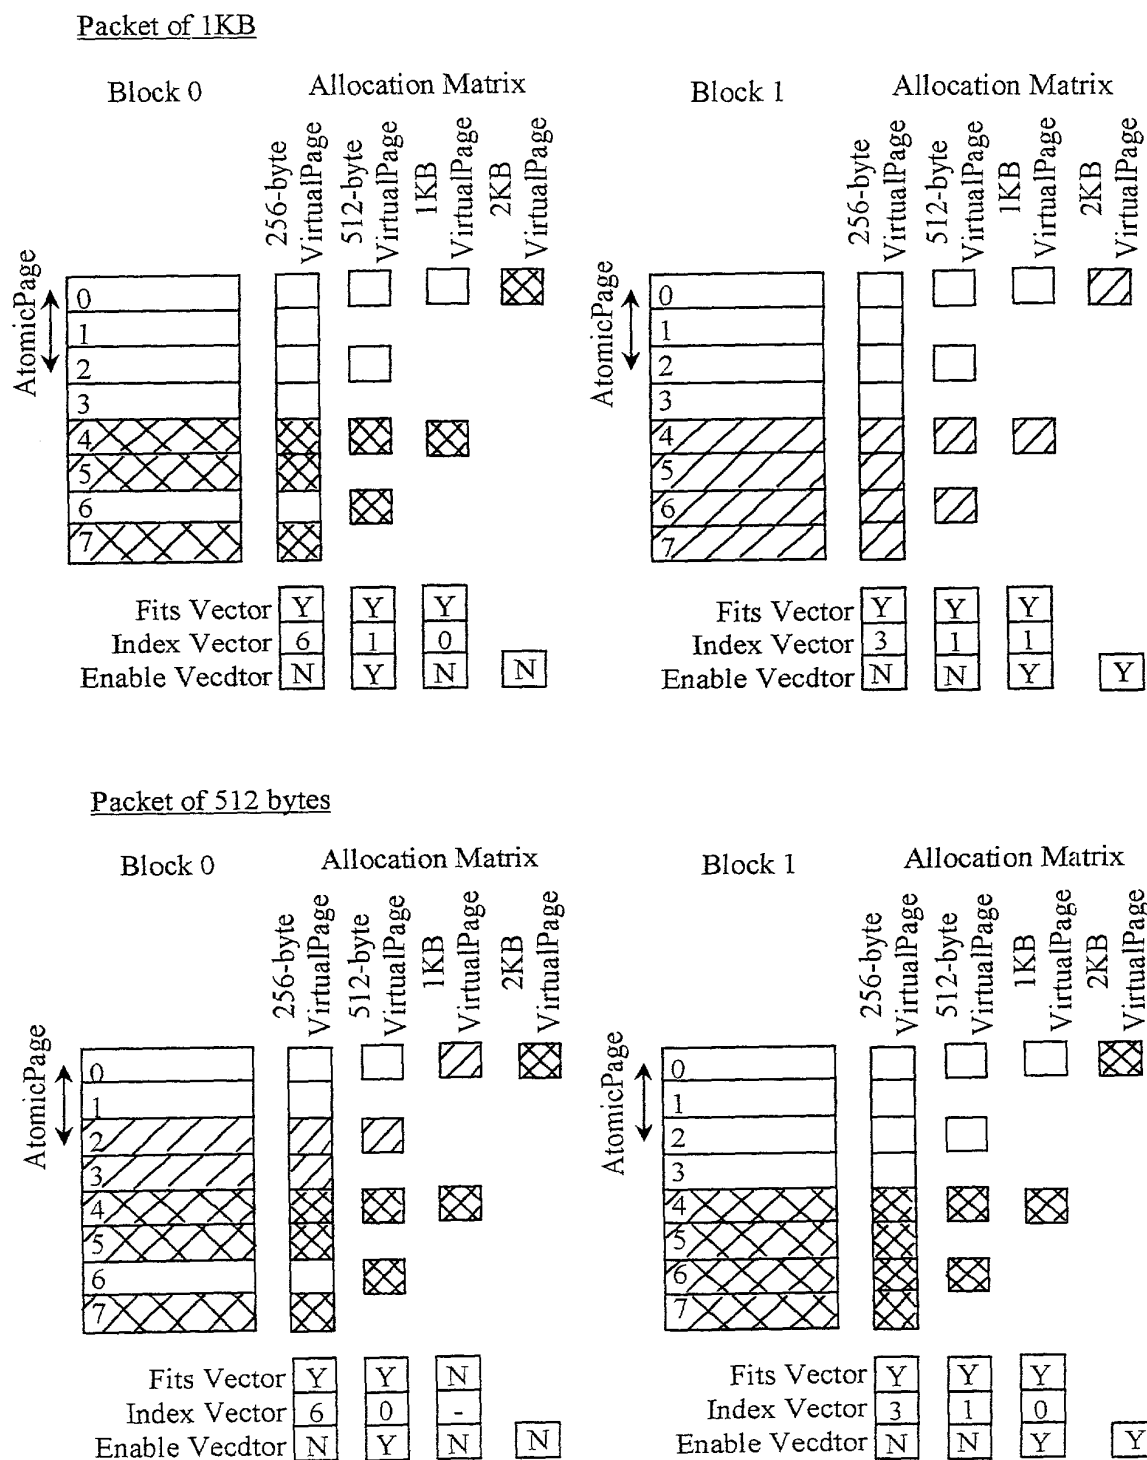 Packet of 1KB
Block 0
Allocation Matrix
Block 1
Allocation Matrix
256-byte
VirtualPage
512-byte
VirtualPage
1KB
VirtualPage
2KB
VirtualPage
256-byte
VirtualPage
512-byte
VirtualPage
1KB
VirtualPage
2KB
VirtualPage
AtomicPage
0
1
2
3
4
5
6
7
AtomicPage
0
1
2
3
4
5
6
7
Fits Vector Y Y Y
Index Vector 6 1 0
Enable Vecdtor N Y N N
Fits Vector Y Y Y
Index Vector 3 1 1
Enable Vecdtor N N Y Y
Packet of 512 bytes
Block 0
Allocation Matrix
Block 1
Allocation Matrix
256-byte
VirtualPage
512-byte
VirtualPage
1KB
VirtualPage
2KB
VirtualPage
256-byte
VirtualPage
512-byte
VirtualPage
1KB
VirtualPage
2KB
VirtualPage
AtomicPage
0
1
2
3
4
5
6
7
AtomicPage
0
1
2
3
4
5
6
7
Fits Vector Y Y N
Index Vector 6 0 -
Enable Vecdtor N Y N N
Fits Vector Y Y Y
Index Vector 3 1 0
Enable Vecdtor N N Y Y